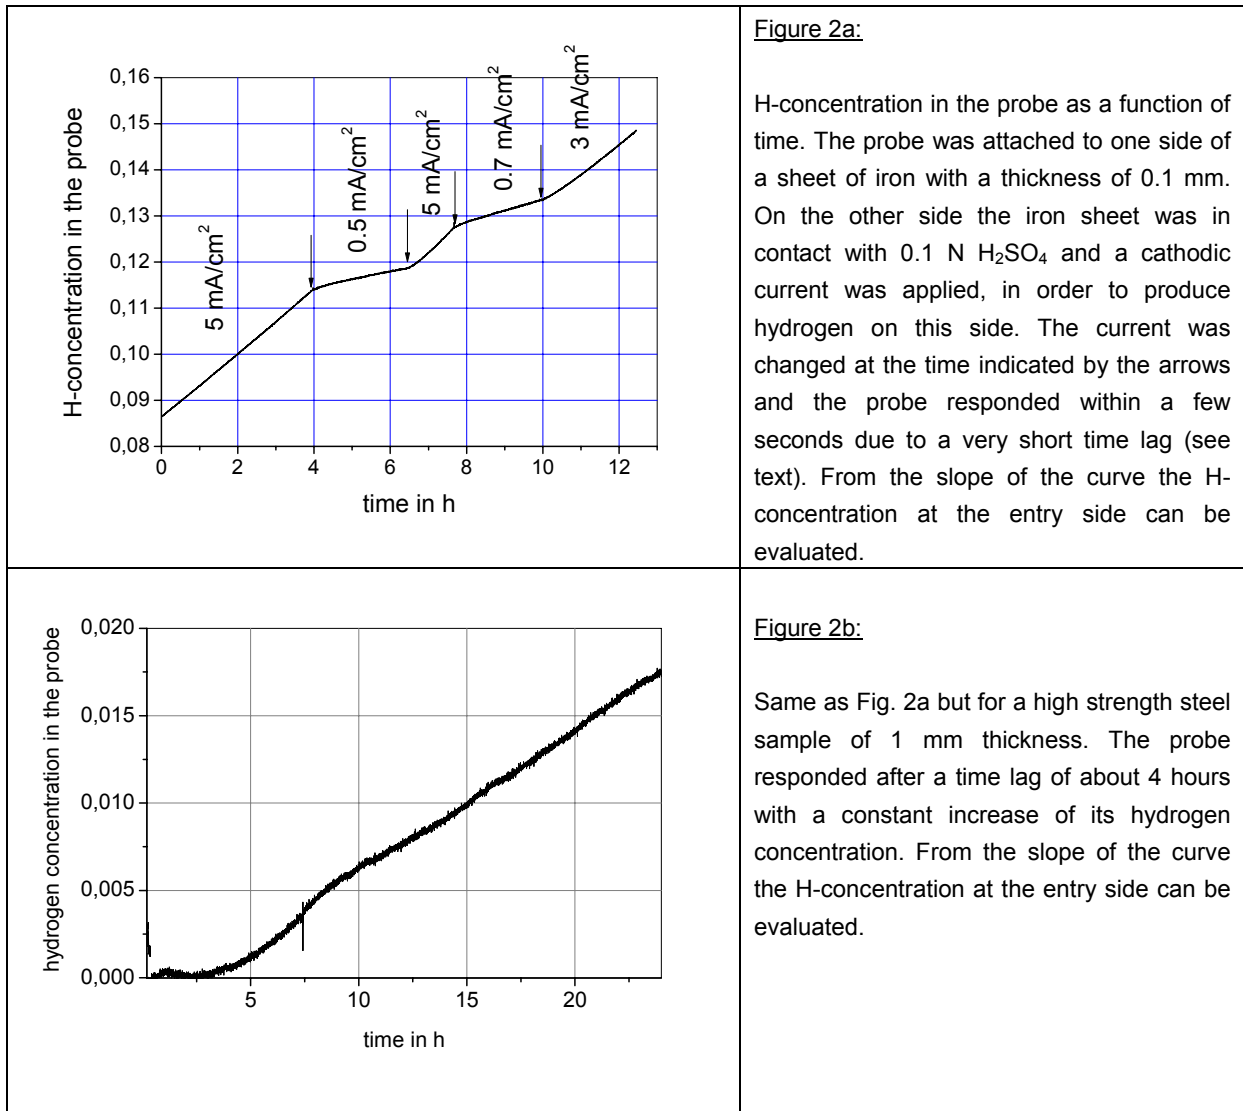 0,16
0,15
0,14
0,13
0,12
0,11
0,10
0,09
0,08
H-concentration in the probe
5 mA/cm²
0.5 mA/cm²
5 mA/cm²
0.7 mA/cm²
3 mA/cm²
0 2 4 6 8 10 12
time in h
Figure 2a:
H-concentration in the probe as a function of
time. The probe was attached to one side of
a sheet of iron with a thickness of 0.1 mm.
On the other side the iron sheet was in
contact with 0.1 N H₂SO₄ and a cathodic
current was applied, in order to produce
hydrogen on this side. The current was
changed at the time indicated by the arrows
and the probe responded within a few
seconds due to a very short time lag (see
text). From the slope of the curve the H-
concentration at the entry side can be
evaluated.
0,020
0,015
0,010
0,005
0,000
hydrogen concentration in the probe
5 10 15 20
time in h
Figure 2b:
Same as Fig. 2a but for a high strength steel
sample of 1 mm thickness. The probe
responded after a time lag of about 4 hours
with a constant increase of its hydrogen
concentration. From the slope of the curve
the H-concentration at the entry side can be
evaluated.